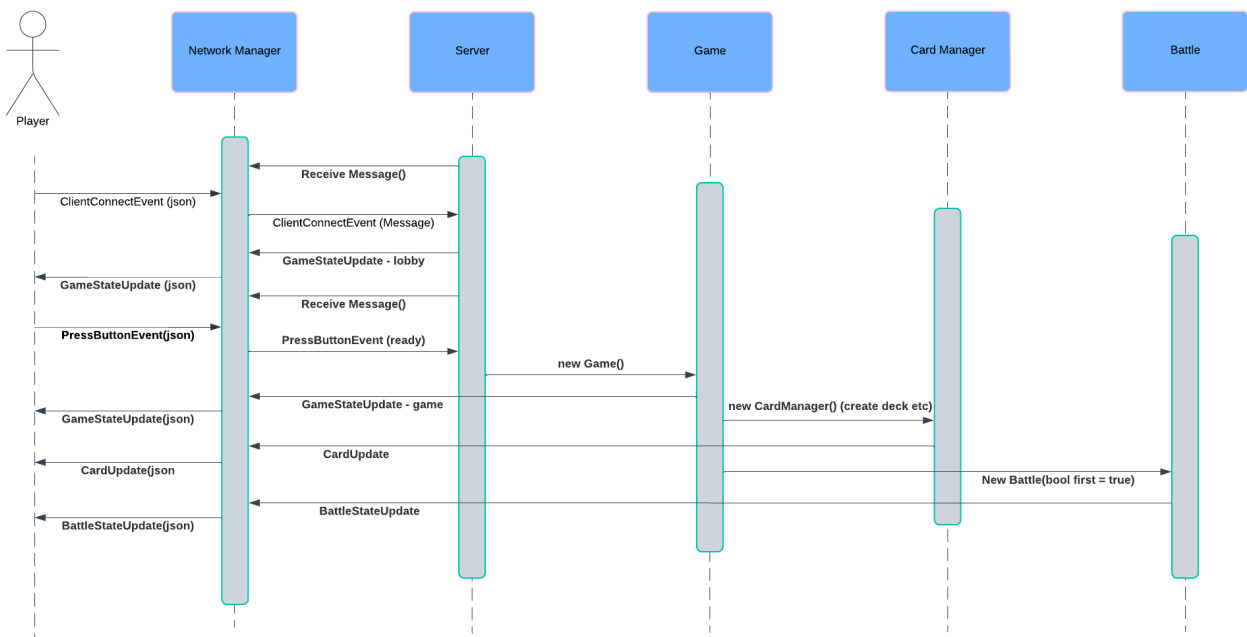 Network Manager
Server
Game
Card Manager
Battle
Player
Receive Message()
ClientConnectEvent (json)
ClientConnectEvent (Message)
GameStateUpdate - lobby
GameStateUpdate (json)
Receive Message()
PressButtonEvent(json)
PressButtonEvent (ready)
new Game()
GameStateUpdate - game
new CardManager() (create deck etc)
GameStateUpdate(json)
CardUpdate
CardUpdate(json
New Battle(bool first = true)
BattleStateUpdate
BattleStateUpdate(json)